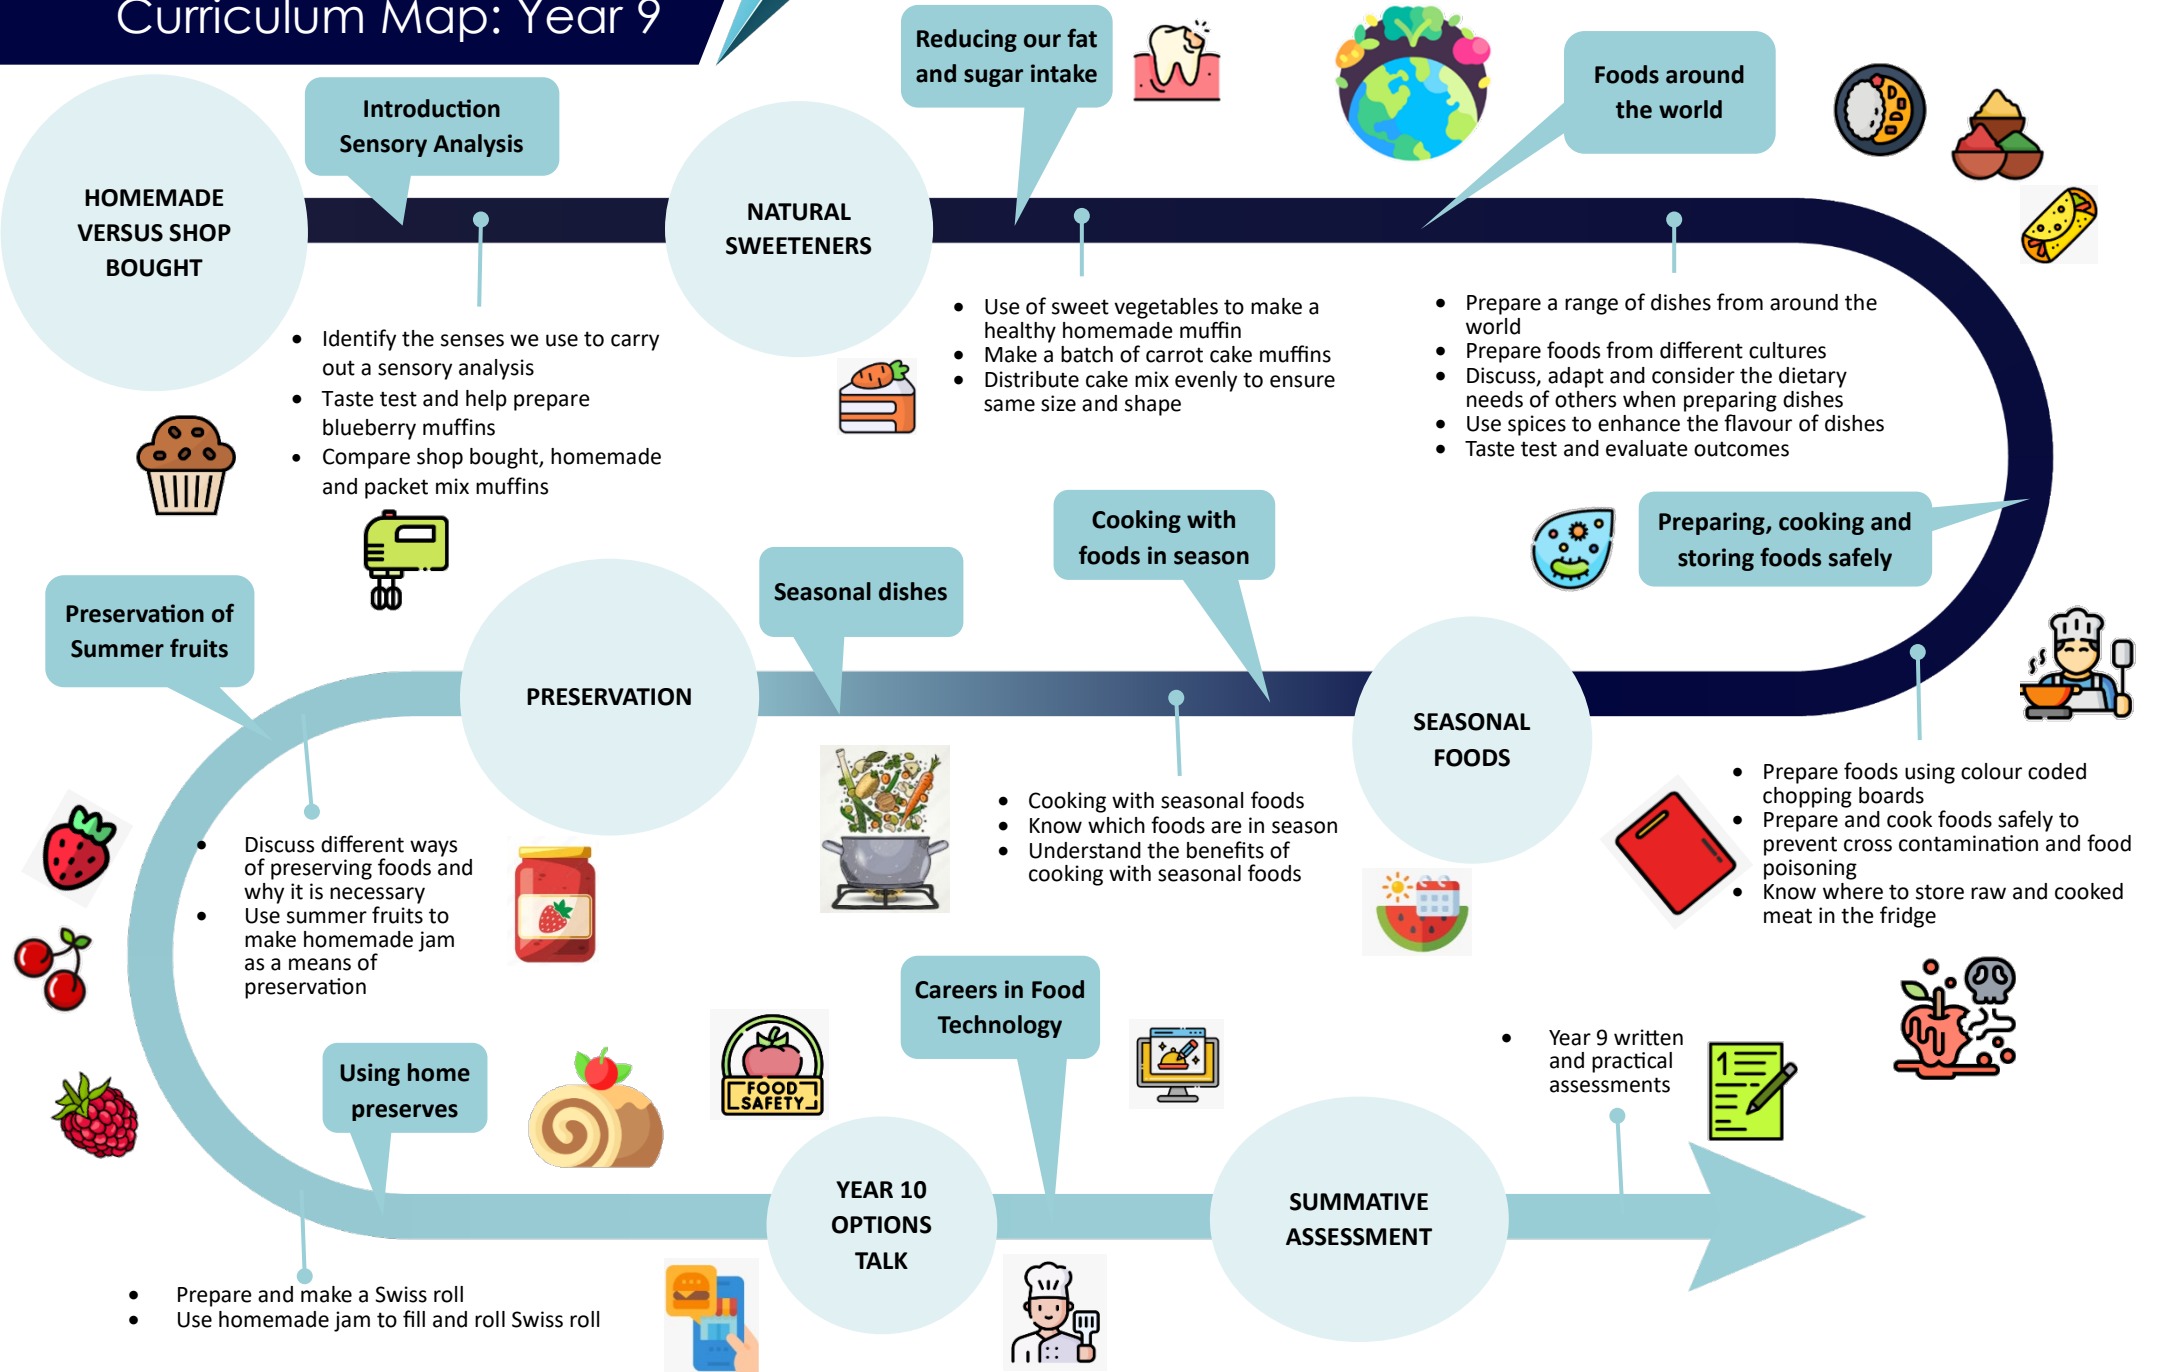 Curriculum Map: Year 9
HOMEMADE
VERSUS SHOP
BOUGHT
Introduction
Sensory Analysis
• Identify the senses we use to carry
out a sensory analysis
• Taste test and help prepare
blueberry muffins
• Compare shop bought, homemade
and packet mix muffins
NATURAL
SWEETENERS
Reducing our fat
and sugar intake
• Use of sweet vegetables to make a
healthy homemade muffin
• Make a batch of carrot cake muffins
• Distribute cake mix evenly to ensure
same size and shape
Foods around
the world
• Prepare a range of dishes from around the
world
• Prepare foods from different cultures
• Discuss, adapt and consider the dietary
needs of others when preparing dishes
• Use spices to enhance the flavour of dishes
• Taste test and evaluate outcomes
Preparing, cooking and
storing foods safely
• Prepare foods using colour coded
chopping boards
• Prepare and cook foods safely to
prevent cross contamination and food
poisoning
• Know where to store raw and cooked
meat in the fridge
SEASONAL
FOODS
Cooking with
foods in season
• Cooking with seasonal foods
• Know which foods are in season
• Understand the benefits of
cooking with seasonal foods
Seasonal dishes
PRESERVATION
Preservation of
Summer fruits
• Discuss different ways
of preserving foods and
why it is necessary
• Use summer fruits to
make homemade jam
as a means of
preservation
Using home
preserves
• Prepare and make a Swiss roll
• Use homemade jam to fill and roll Swiss roll
FOOD
SAFETY
YEAR 10
OPTIONS
TALK
Careers in Food
Technology
SUMMATIVE
ASSESSMENT
• Year 9 written
and practical
assessments
1